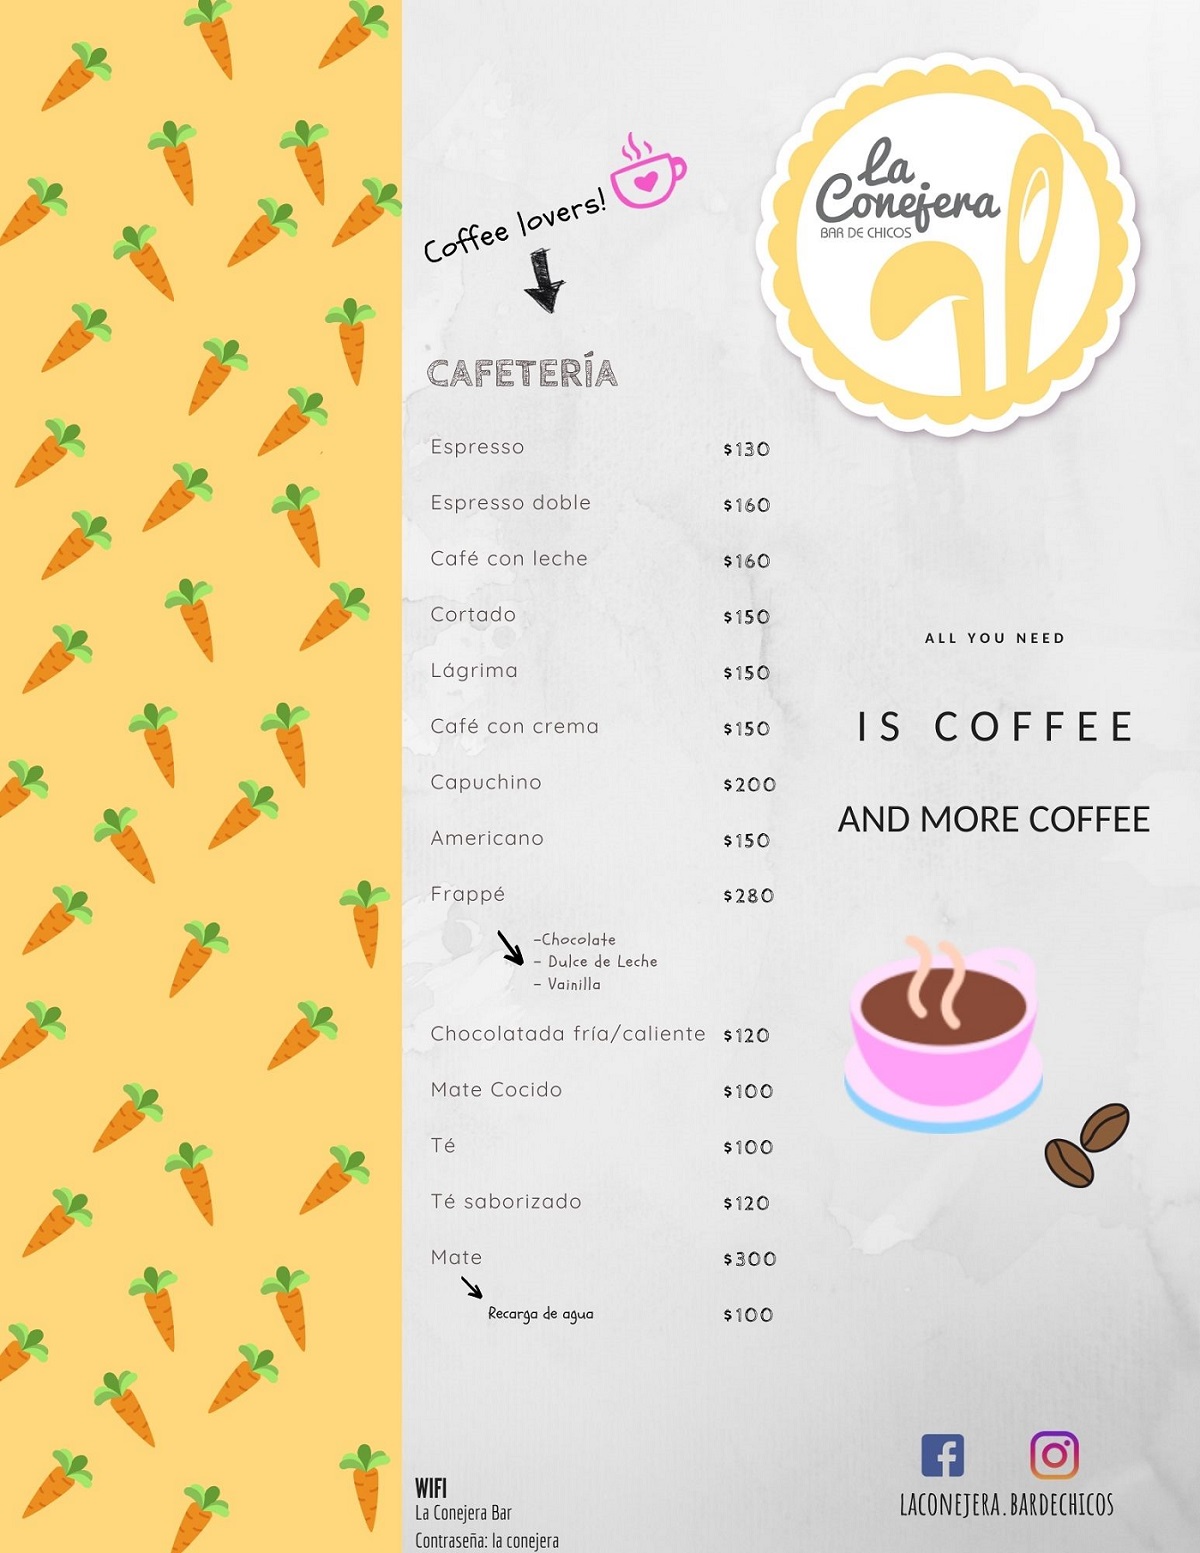 La
Conejera
BAR DE CHICOS
Coffee lovers!
CAFETERÍA
Espresso $130
Espresso doble $160
Café con leche $160
Cortado $150
Lágrima $150
Café con crema $150
Capuchino $200
Americano $150
Frappé $280
-Chocolate
- Dulce de Leche
- Vainilla
Chocolatada fría/caliente $120
Mate Cocido $100
Té $100
Té saborizado $120
Mate $300
Recarga de agua $100
ALL YOU NEED
IS COFFEE
AND MORE COFFEE
WIFI
La Conejera Bar
Contraseña: la conejera
LACONEJERA.BARDECHICOS